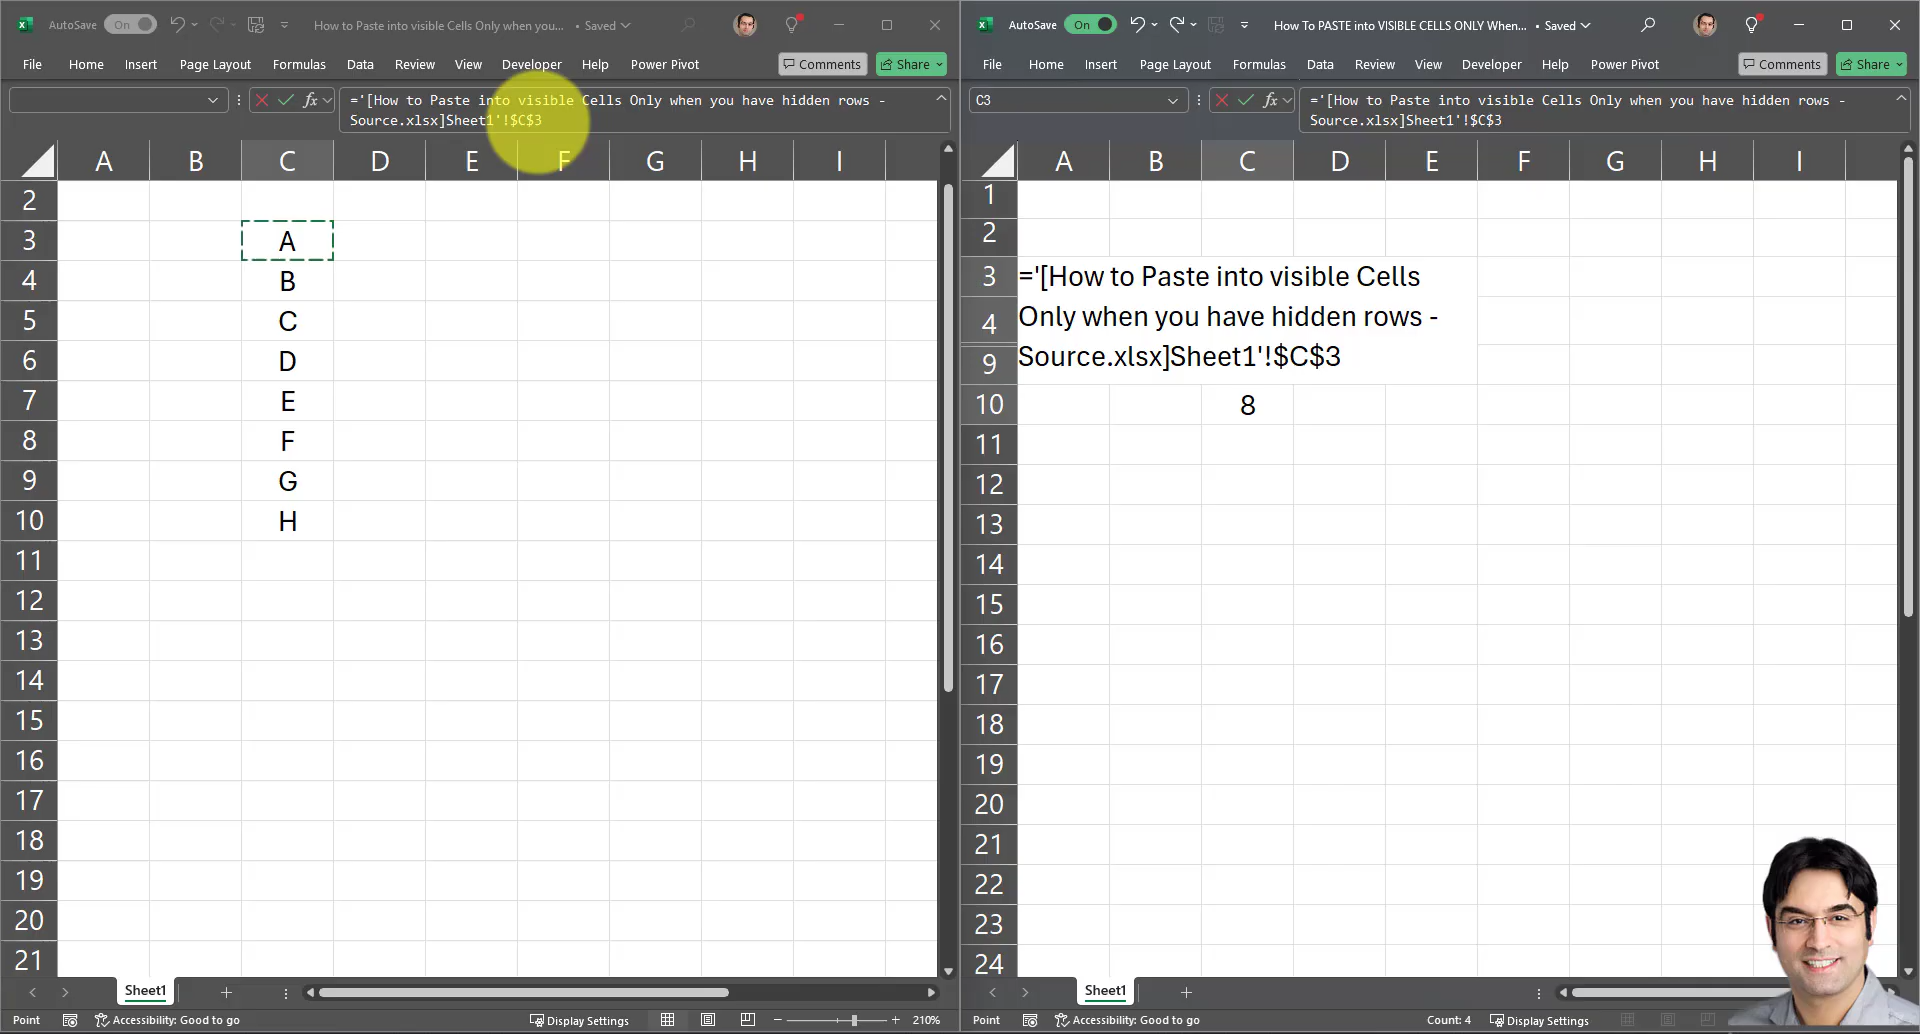 AutoSave On How to Paste into visible Cells Only when you... • Saved
File Home Insert Page Layout Formulas Data Review View Developer Help Power Pivot Comments Share
fx ='[How to Paste into visible Cells Only when you have hidden rows -
Source.xlsx]Sheet1'!$C$3
A B C D E F G H I
2
3 A
4 B
5 C
6 D
7 E
8 F
9 G
10 H
11
12
13
14
15
16
17
18
19
20
21
Sheet1
Point Accessibility: Good to go Display Settings 210%
AutoSave On How To PASTE into VISIBLE CELLS ONLY When... • Saved
File Home Insert Page Layout Formulas Data Review View Developer Help Power Pivot Comments Share
C3 fx ='[How to Paste into visible Cells Only when you have hidden rows -
Source.xlsx]Sheet1'!$C$3
A B C D E F G H I
1
2
3 ='[How to Paste into visible Cells
4 Only when you have hidden rows -
9 Source.xlsx]Sheet1'!$C$3
10 8
11
12
13
14
15
16
17
18
19
20
21
22
23
24
Sheet1
Point Accessibility: Good to go Count: 4 Display Settings